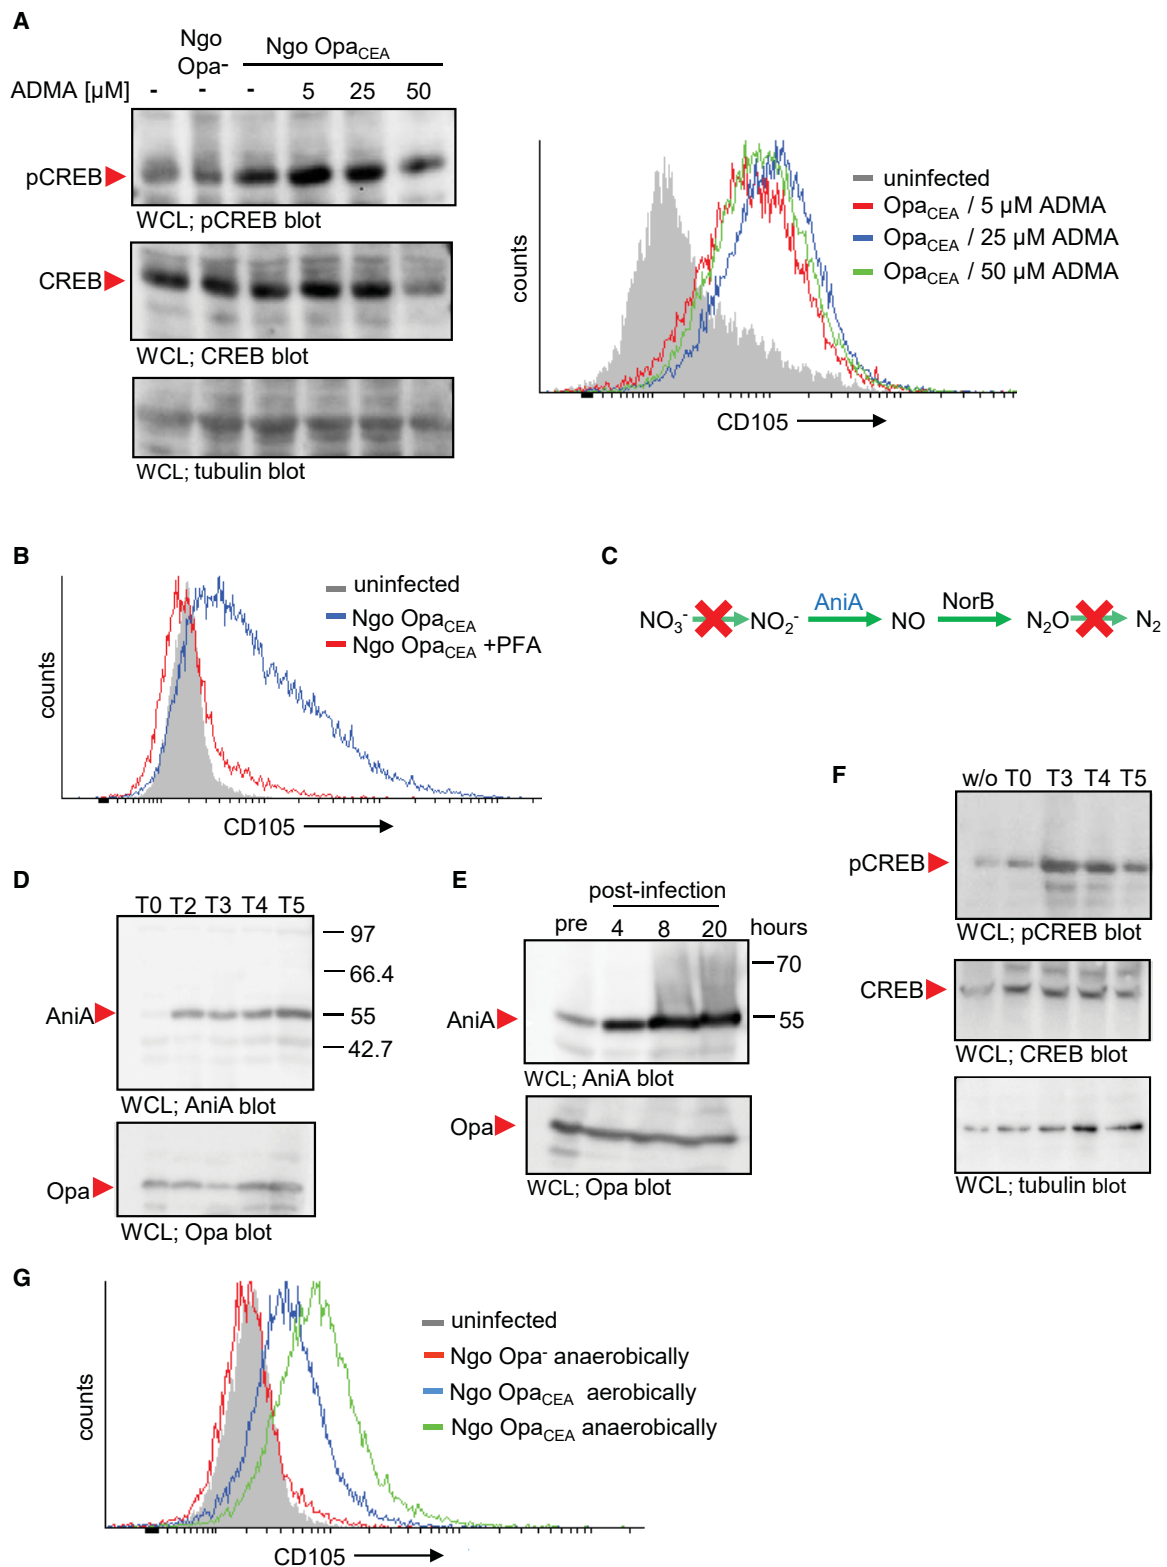 A
Ngo
Opa-
Ngo OpaCEA
ADMA [µM] - - - 5 25 50
pCREB
WCL; pCREB blot
CREB
WCL; CREB blot
WCL; tubulin blot
counts
CD105
uninfected
OpaCEA / 5 µM ADMA
OpaCEA / 25 µM ADMA
OpaCEA / 50 µM ADMA
B
counts
CD105
uninfected
Ngo OpaCEA
Ngo OpaCEA +PFA
C
NO3- NO2- AniA NO NorB N2O N2
D
T0 T2 T3 T4 T5
97
66.4
AniA
55
42.7
WCL; AniA blot
Opa
WCL; Opa blot
E
post-infection
pre 4 8 20 hours
70
AniA
55
WCL; AniA blot
Opa
WCL; Opa blot
F
w/o T0 T3 T4 T5
pCREB
WCL; pCREB blot
CREB
WCL; CREB blot
WCL; tubulin blot
G
counts
CD105
uninfected
Ngo Opa- anaerobically
Ngo OpaCEA aerobically
Ngo OpaCEA anaerobically